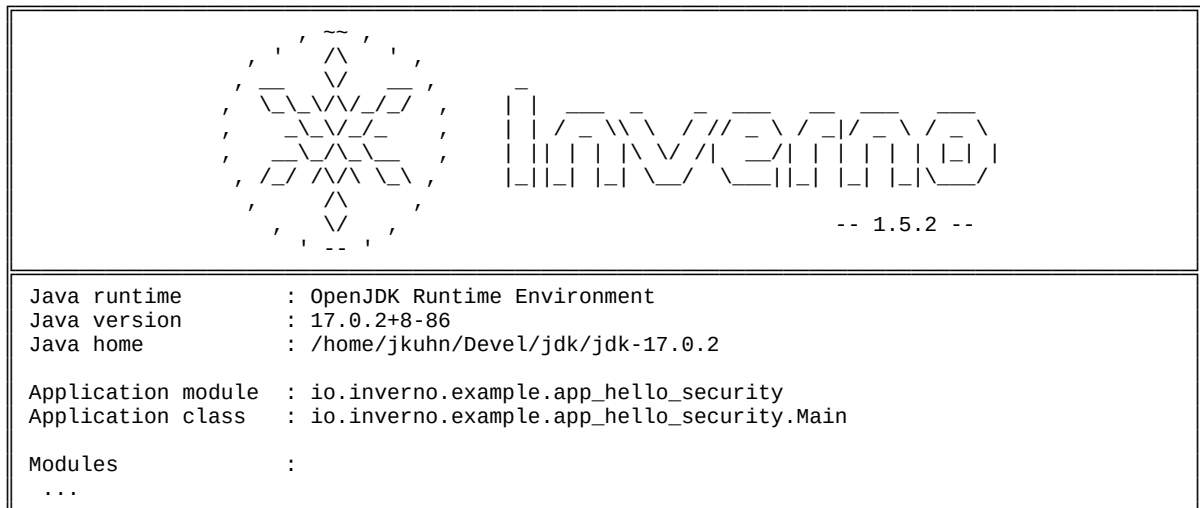 Inverno
-- 1.5.2 --
Java runtime : OpenJDK Runtime Environment
Java version : 17.0.2+8-86
Java home : /home/jkuhn/Devel/jdk/jdk-17.0.2
Application module : io.inverno.example.app_hello_security
Application class : io.inverno.example.app_hello_security.Main
Modules :
...